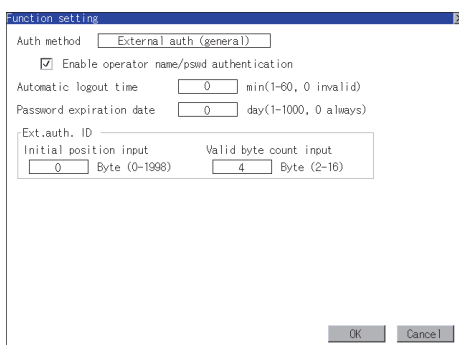 Function setting
Auth method External auth (general)
Enable operator name/pswd authentication
Automatic logout time 0 min(1-60, 0 invalid)
Password expiration date 0 day(1-1000, 0 always)
Ext.auth. ID
Initial position input Valid byte count input
0 Byte (0-1998) 4 Byte (2-16)
OK Cancel